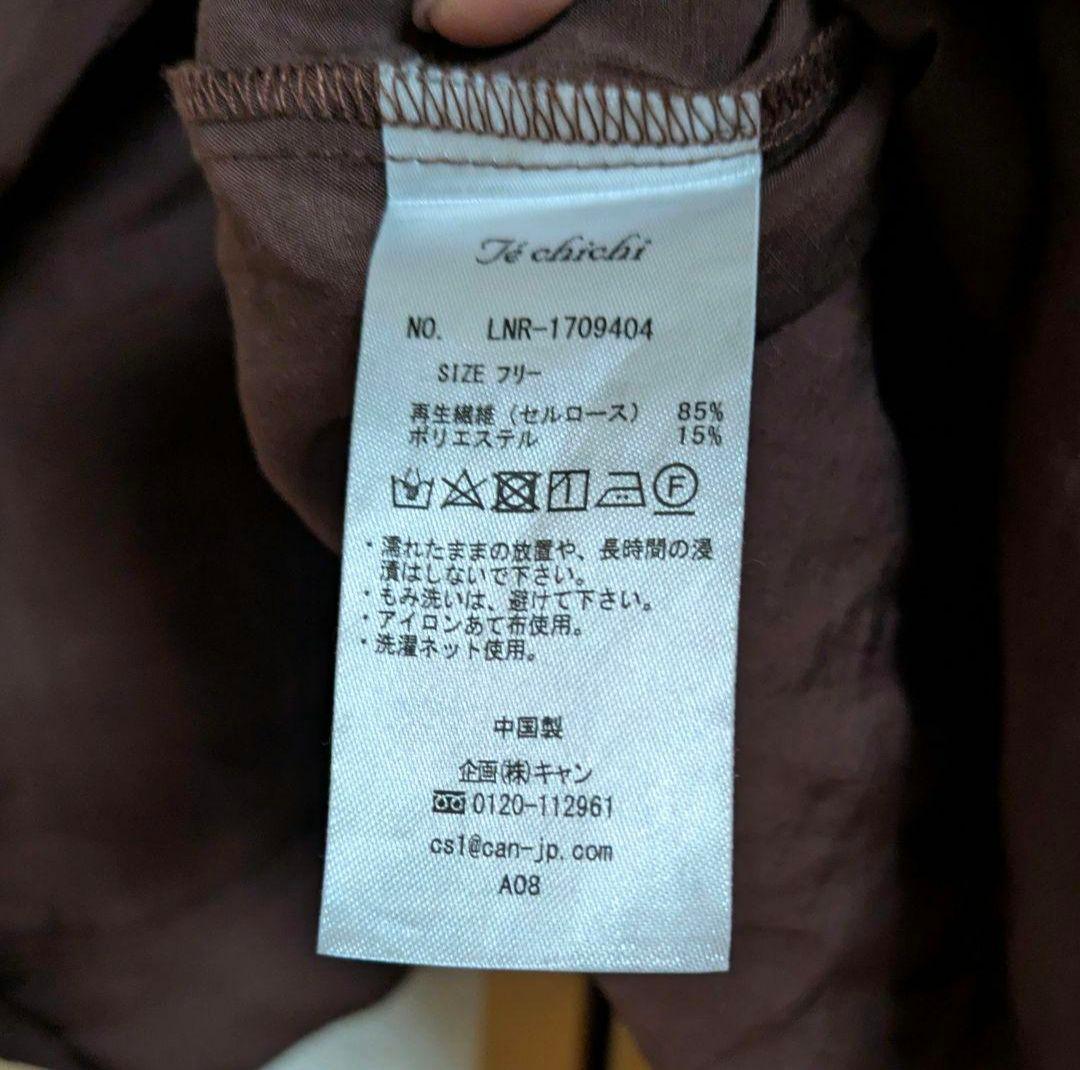 Té chichi
NO. LNR-1709404
SIZE フリー
再生繊維（セルロース） 85%
ポリエステル 15%
F
・濡れたままの放置や、長時間の浸
漬はしないで下さい。
・もみ洗いは、避けて下さい。
・アイロンあて布使用。
・洗濯ネット使用。
中国製
企画(株)キャン
0120-112961
cs1@can-jp.com
A08